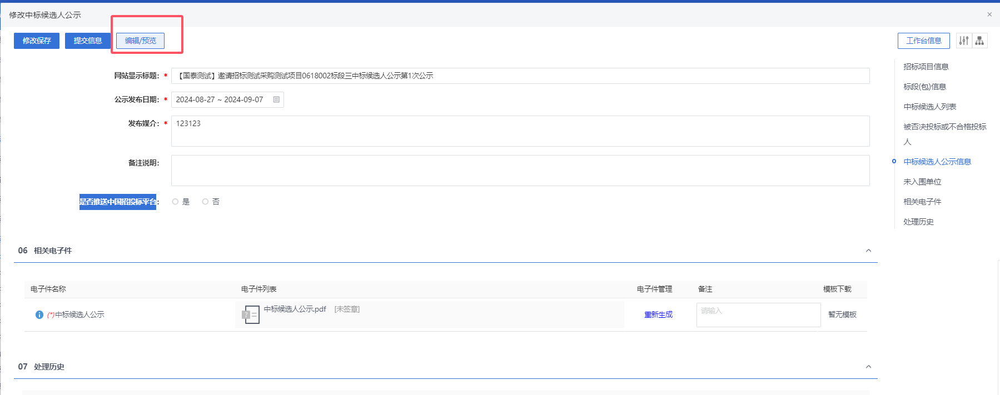 修改中标候选人公示
×
修改保存
提交信息
编辑/预览
工作台信息
网站显示标题：
*
【国泰测试】邀请招标测试采购测试项目0618002标段三中标候选人公示第1次公示
公示发布日期：
*
2024-08-27 ~ 2024-09-07
发布媒介：
*
123123
备注说明：
是否推送中国招投标平台：
是
否
招标项目信息
标段(包)信息
中标候选人列表
被否决投标或不合格投标
人
中标候选人公示信息
未入围单位
相关电子件
处理历史
06 相关电子件
电子件名称
电子件列表
电子件管理
备注
模板下载
(*)中标候选人公示
中标候选人公示.pdf [未签章]
重新生成
请输入
暂无模板
07 处理历史